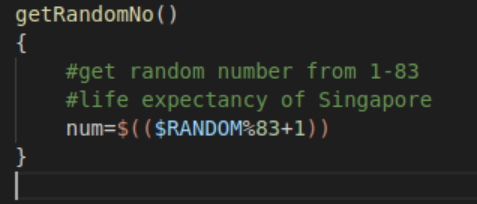 getRandomNo()
{
#get random number from 1-83
#life expectancy of Singapore
num=$(($RANDOM%83+1))
}